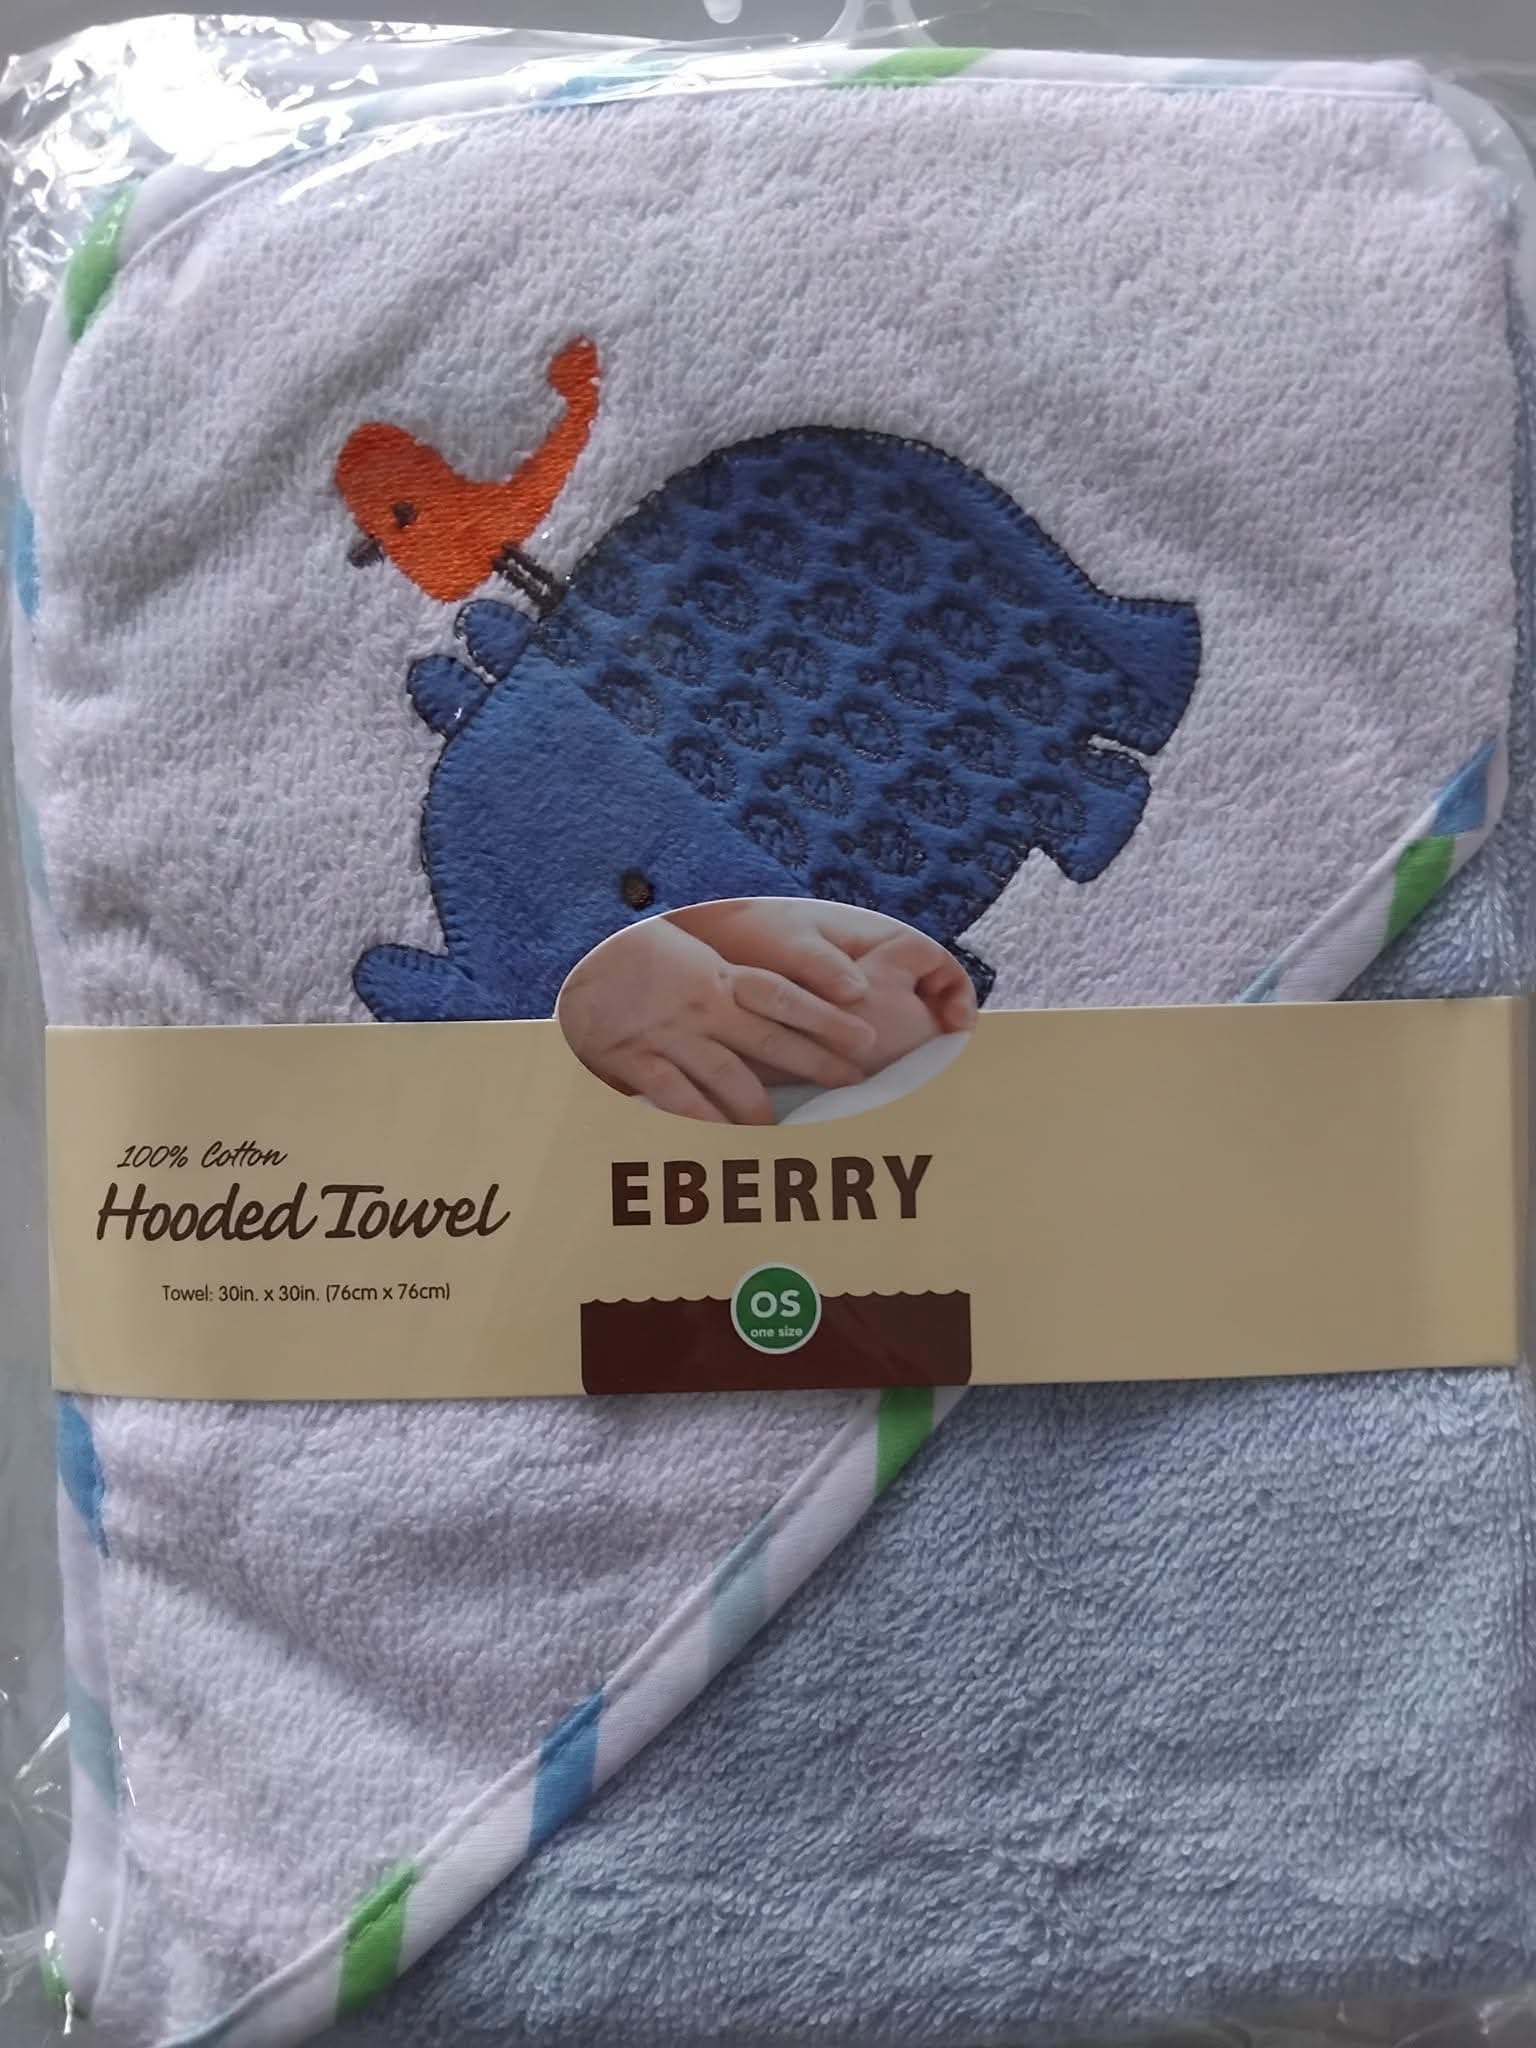 100% Cotton
Hooded Towel
Towel: 30in. x 30in. (76cm x 76cm)
EBERRY
OS
one size